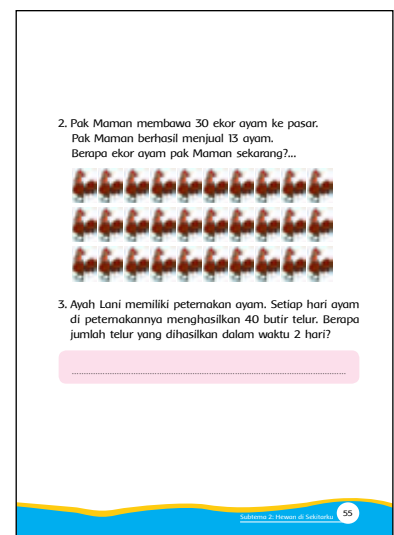 2. Pak Maman membawa 30 ekor ayam ke pasar.
Pak Maman berhasil menjual 13 ayam.
Berapa ekor ayam pak Maman sekarang?...
3. Ayah Lani memiliki peternakan ayam. Setiap hari ayam
di peternakannya menghasilkan 40 butir telur. Berapa
jumlah telur yang dihasilkan dalam waktu 2 hari?
....................................................................................................
Subtema 2: Hewan di Sekitarku 55